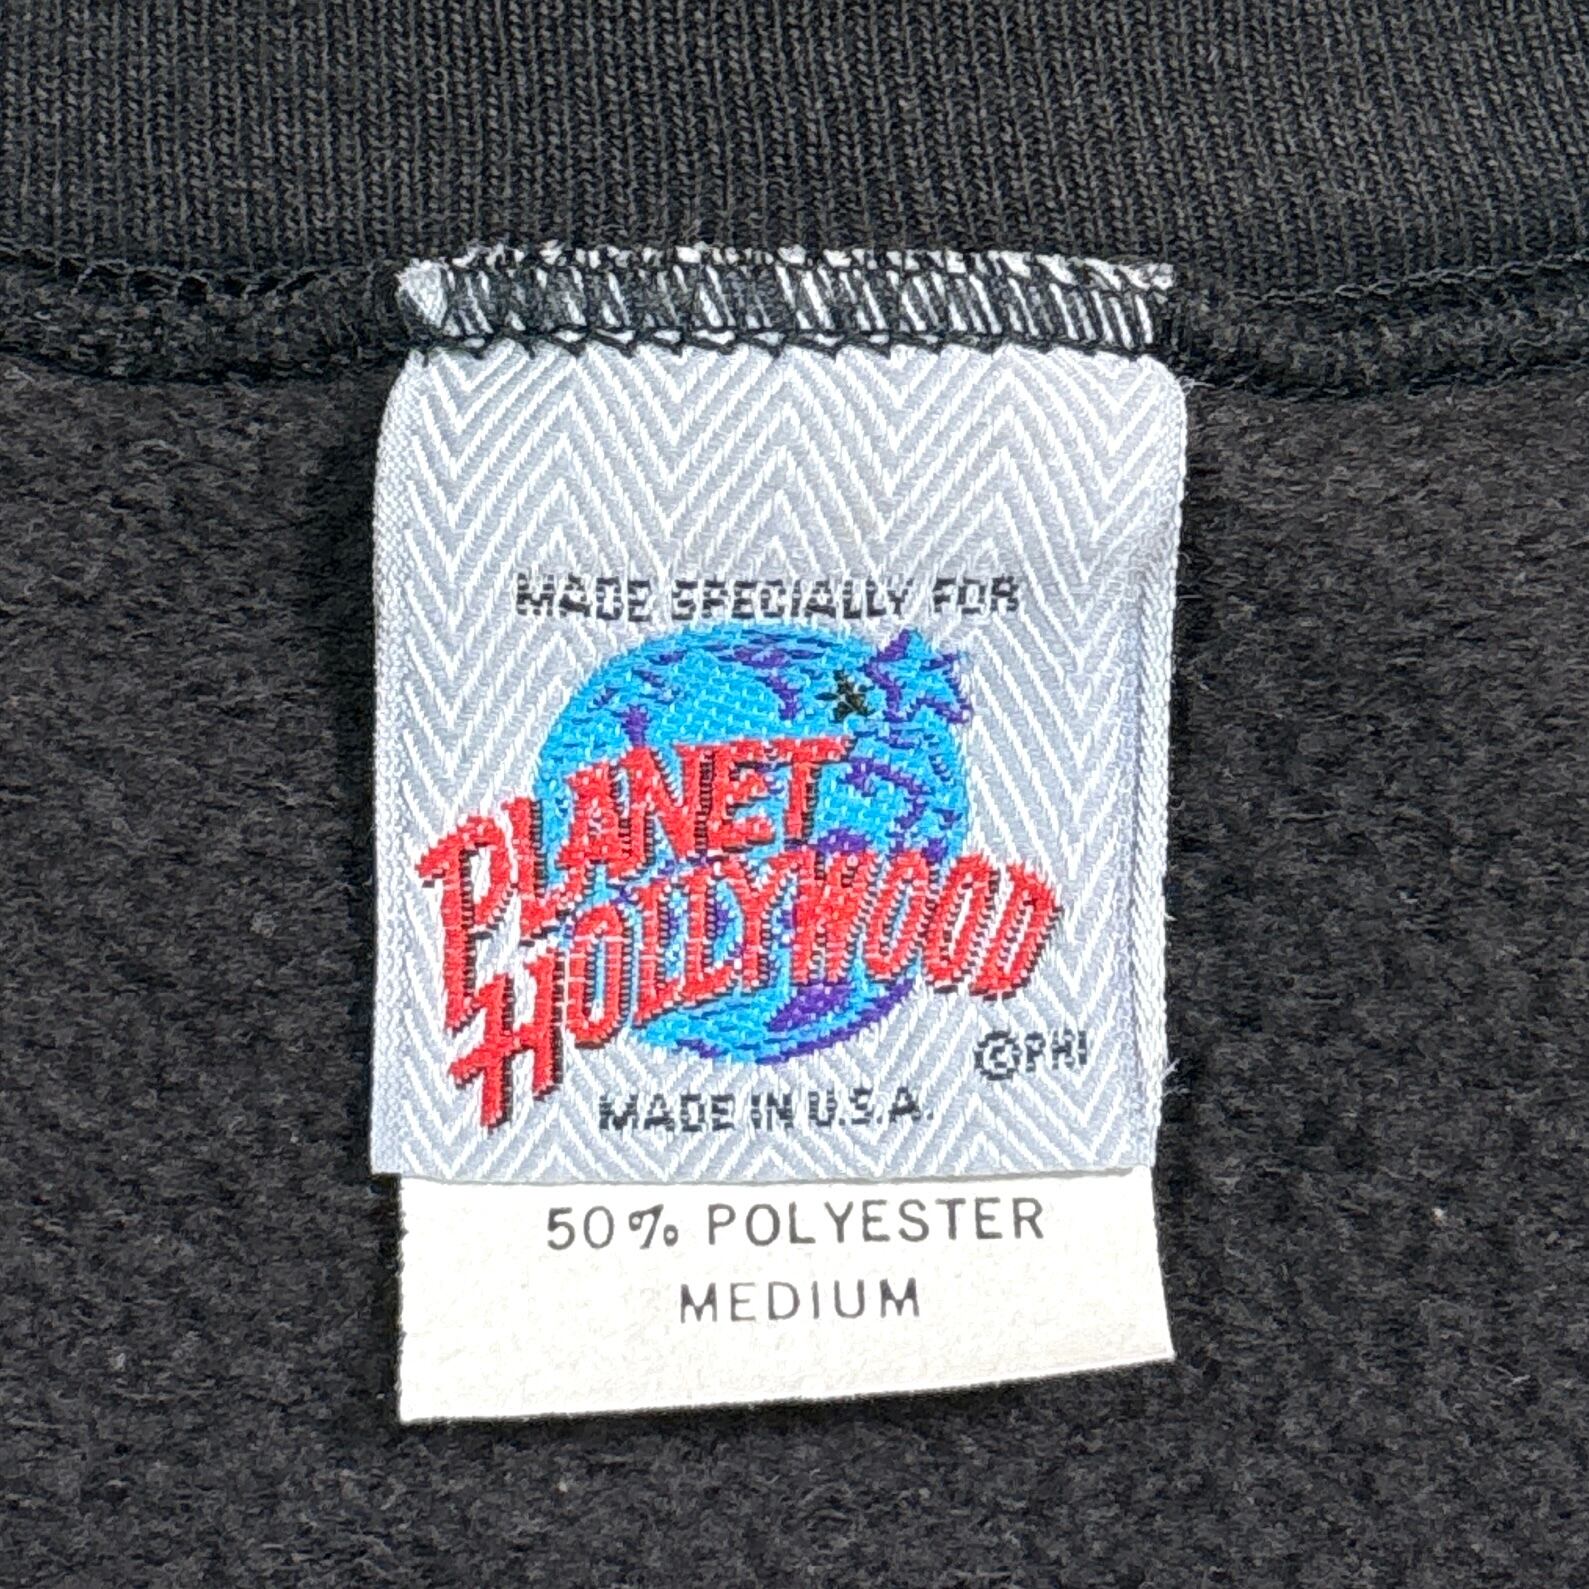 MADE SPECIALLY FOR
PLANET
HOLLYWOOD
©PHI
MADE IN U.S.A.
50% POLYESTER
MEDIUM